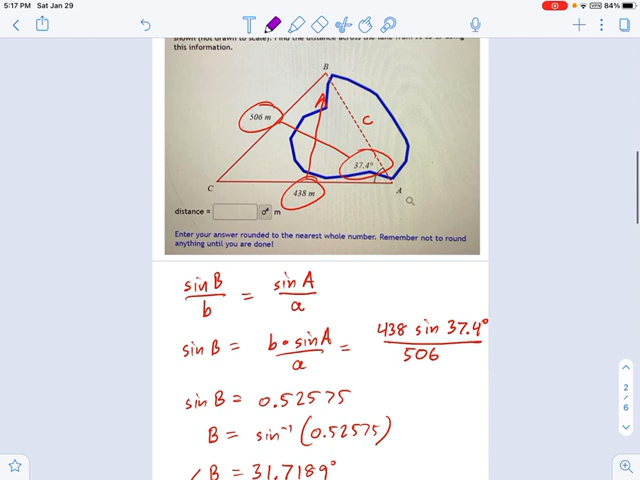 5:17 PM Sat Jan 29
84%
this information.
B
506 m
C
37.4°
C
438 m
A
distance =
m
Enter your answer rounded to the nearest whole number. Remember not to round
anything until you are done!
sin B / b = sin A / a
sin B = b • sin A / a = 438 sin 37.4° / 506
sin B = 0.52575
B = sin⁻¹ (0.52575)
∠B = 31.7189°
2
/
6